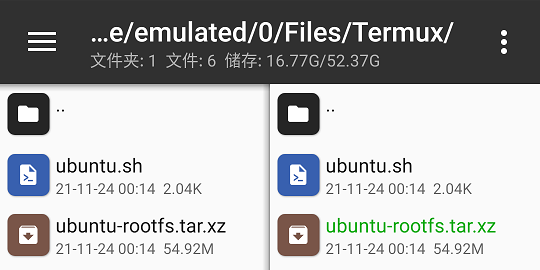 …e/emulated/0/Files/Termux/
文件夹: 1 文件: 6 储存: 16.77G/52.37G
..
ubuntu.sh
21-11-24 00:14 2.04K
ubuntu-rootfs.tar.xz
21-11-24 00:14 54.92M
..
ubuntu.sh
21-11-24 00:14 2.04K
ubuntu-rootfs.tar.xz
21-11-24 00:14 54.92M